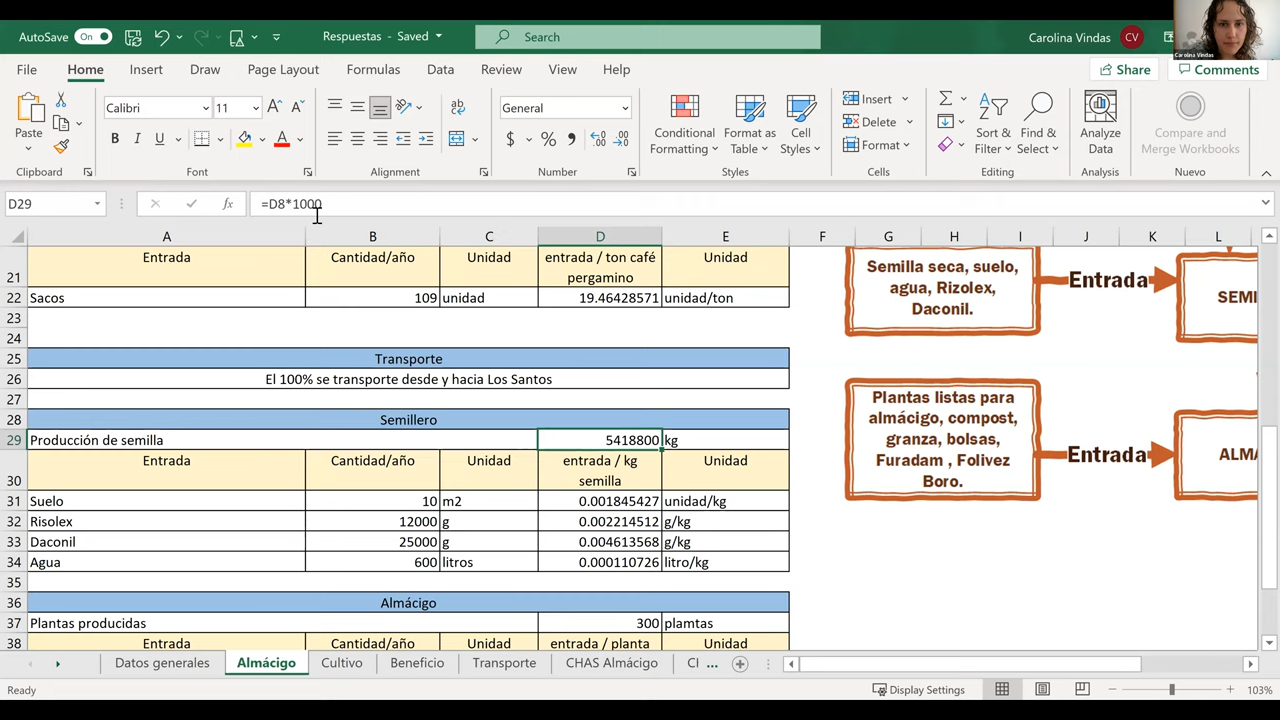 AutoSave On Respuestas - Saved Search Carolina Vindas CV
Carolina Vindas
File Home Insert Draw Page Layout Formulas Data Review View Help Share Comments
Calibri 11 General Insert
Paste B I U $ % Conditional Formatting Format as Table Cell Styles Delete Format Sort & Filter Find & Select Analyze Data Compare and Merge Workbooks
Clipboard Font Alignment Number Styles Cells Editing Analysis Nuevo
D29 fx =D8*1000
A B C D E F G H I J K L
21 Entrada Cantidad/año Unidad entrada / ton café pergamino Unidad
22 Sacos 109 unidad 19.46428571 unidad/ton
23
24
25 Transporte
26 El 100% se transporte desde y hacia Los Santos
27
28 Semillero
29 Producción de semilla 5418800 kg
30 Entrada Cantidad/año Unidad entrada / kg semilla Unidad
31 Suelo 10 m2 0.001845427 unidad/kg
32 Risolex 12000 g 0.002214512 g/kg
33 Daconil 25000 g 0.004613568 g/kg
34 Agua 600 litros 0.000110726 litro/kg
35
36 Almácigo
37 Plantas producidas 300 plamtas
38 Entrada Cantidad/año Unidad entrada / planta Unidad
Semilla seca, suelo,
agua, Rizolex,
Daconil.
Entrada
SEMI
Plantas listas para
almácigo, compost,
granza, bolsas,
Furadam , Folivez
Boro.
Entrada
ALMA
Datos generales Almácigo Cultivo Beneficio Transporte CHAS Almácigo CI ...
Ready Display Settings 103%